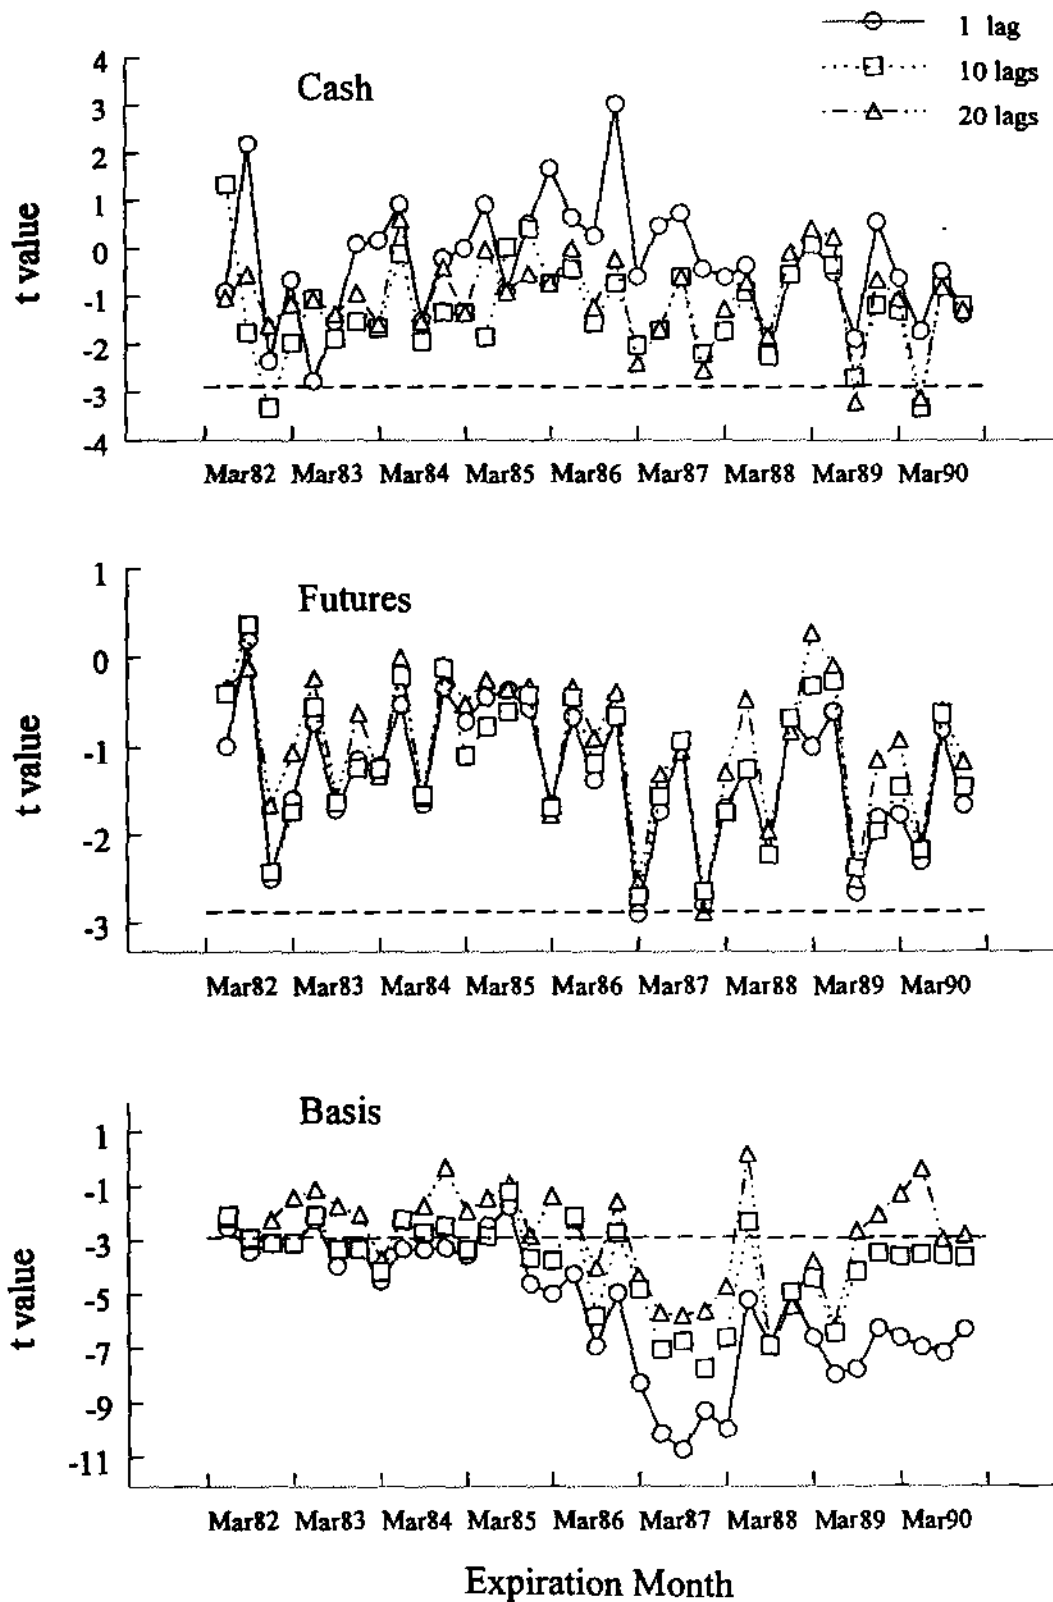 1 lag
10 lags
20 lags
Cash
t value
4
3
2
1
0
-1
-2
-3
-4
Mar82 Mar83 Mar84 Mar85 Mar86 Mar87 Mar88 Mar89 Mar90
Futures
t value
1
0
-1
-2
-3
Mar82 Mar83 Mar84 Mar85 Mar86 Mar87 Mar88 Mar89 Mar90
Basis
t value
1
-1
-3
-5
-7
-9
-11
Mar82 Mar83 Mar84 Mar85 Mar86 Mar87 Mar88 Mar89 Mar90
Expiration Month